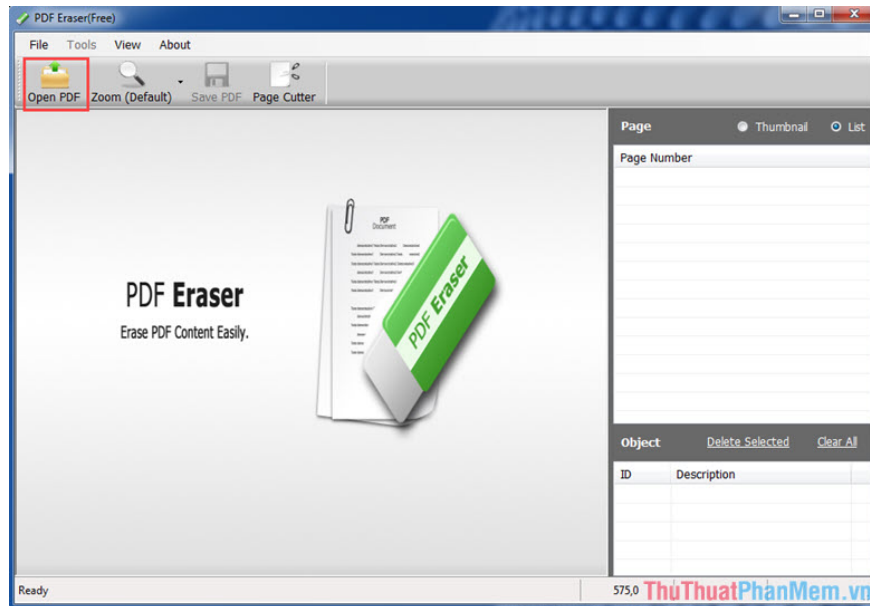 PDF Eraser(Free)
File Tools View About
Open PDF Zoom (Default) Save PDF Page Cutter
Page Thumbnail List
Page Number
PDF
Document
PDF Eraser
PDF Eraser
Erase PDF Content Easily.
Object Delete Selected Clear All
ID Description
Ready 575,0 ThuThuatPhanMem.vn